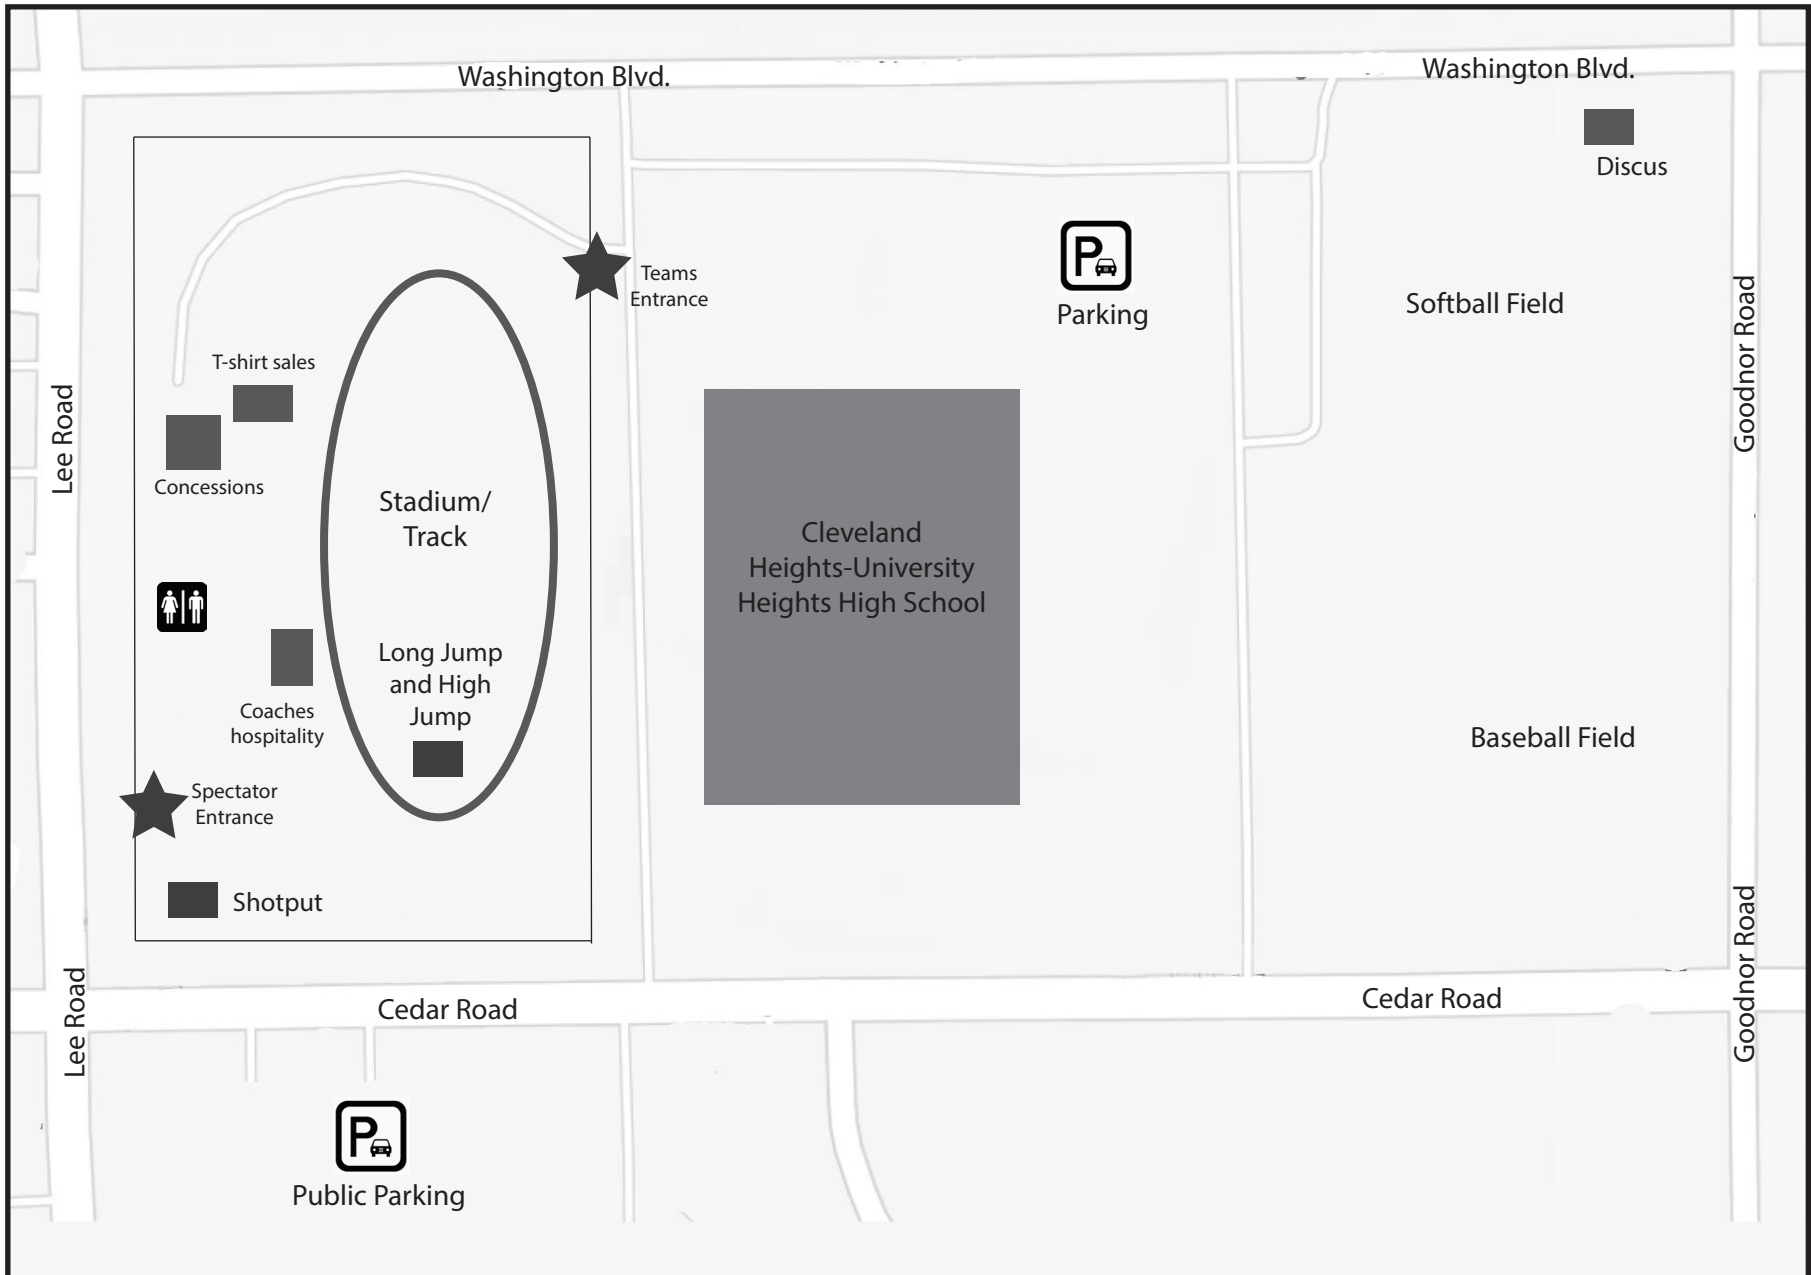 Washington Blvd.
Washington Blvd.
Discus
P
Parking
Teams
Entrance
Softball Field
Goodnor Road
T-shirt sales
Lee Road
Concessions
Stadium/
Track
Cleveland
Heights-University
Heights High School
Long Jump
and High
Jump
Coaches
hospitality
Baseball Field
Spectator
Entrance
Shotput
Lee Road
Cedar Road
Cedar Road
Goodnor Road
P
Public Parking